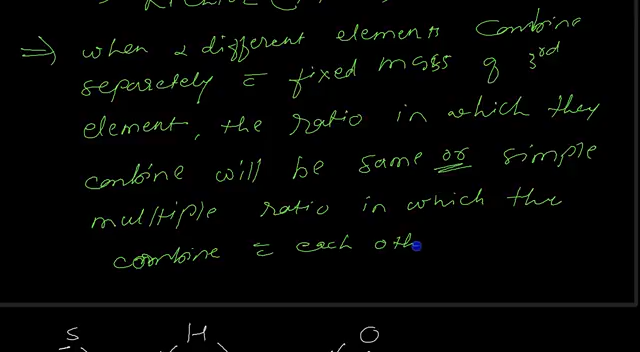 ⇒ when 2 different elements combine
seperetely c̄ fixed mass of 3rd
element, the ratio in which they
combine will be same or simple
multiple ratio in which the
combine c̄ each oth
S H O